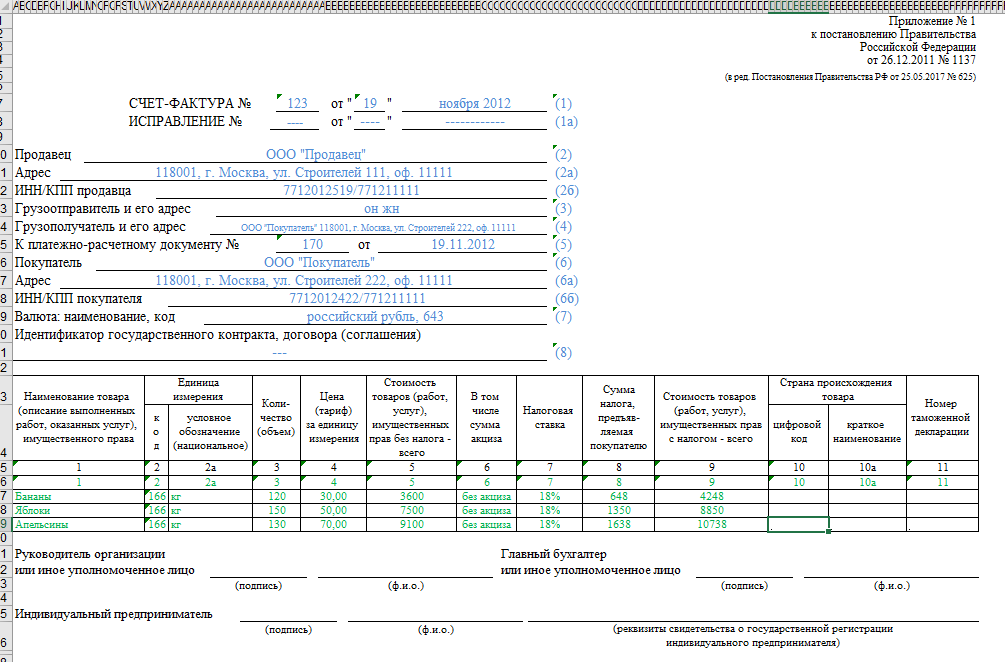 Приложение № 1
к постановлению Правительства
Российской Федерации
от 26.12.2011 № 1137
(в ред. Постановления Правительства РФ от 25.05.2017 № 625)
СЧЕТ-ФАКТУРА № 123 от " 19 " ноября 2012 (1)
ИСПРАВЛЕНИЕ № ---- от " ---- " ------------ (1а)
Продавец ООО "Продавец" (2)
Адрес 118001, г. Москва, ул. Строителей 111, оф. 11111 (2а)
ИНН/КПП продавца 7712012519/771211111 (2б)
Грузоотправитель и его адрес он жн (3)
Грузополучатель и его адрес ООО "Покупатель" 118001, г. Москва, ул. Строителей 222, оф. 11111 (4)
К платежно-расчетному документу № 170 от 19.11.2012 (5)
Покупатель ООО "Покупатель" (6)
Адрес 118001, г. Москва, ул. Строителей 222, оф. 11111 (6а)
ИНН/КПП покупателя 7712012422/771211111 (6б)
Валюта: наименование, код российский рубль, 643 (7)
Идентификатор государственного контракта, договора (соглашения)
--- (8)
Наименование товара
(описание выполненных
работ, оказанных услуг),
имущественного права
Единица
измерения
к
о
д
условное
обозначение
(национальное)
Коли-
чество
(объем)
Цена
(тариф)
за единицу
измерения
Стоимость
товаров (работ,
услуг),
имущественных
прав без налога -
всего
В том
числе
сумма
акциза
Налоговая
ставка
Сумма
налога,
предъяв-
ляемая
покупателю
Стоимость товаров
(работ, услуг),
имущественных прав
с налогом - всего
Страна происхождения
товара
цифровой
код
краткое
наименование
Номер
таможенной
декларации
1 2 2а 3 4 5 6 7 8 9 10 10а 11
1 2 2а 3 4 5 6 7 8 9 10 10а 11
Бананы 166 кг 120 30,00 3600 без акциза 18% 648 4248
Яблоки 166 кг 150 50,00 7500 без акциза 18% 1350 8850
Апельсины 166 кг 130 70,00 9100 без акциза 18% 1638 10738
Руководитель организации Главный бухгалтер
или иное уполномоченное лицо или иное уполномоченное лицо
(подпись) (ф.и.о.) (подпись) (ф.и.о.)
Индивидуальный предприниматель
(подпись) (ф.и.о.) (реквизиты свидетельства о государственной регистрации
индивидуального предпринимателя)